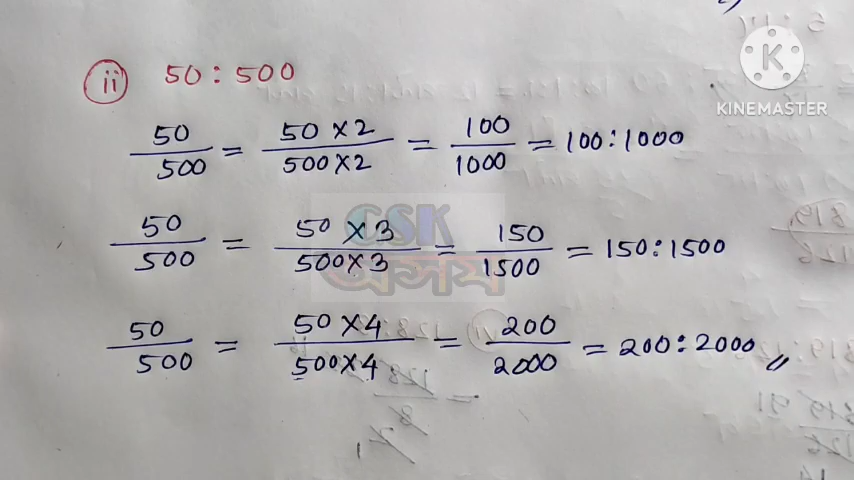 KINEMASTER
ii 50 : 500
50/500 = 50 × 2/500 × 2 = 100/1000 = 100 : 1000
50/500 = 50 × 3/500 × 3 = 150/1500 = 150 : 1500
CSK
অসম
50/500 = 50 × 4/500 × 4 = 200/2000 = 200 : 2000 //